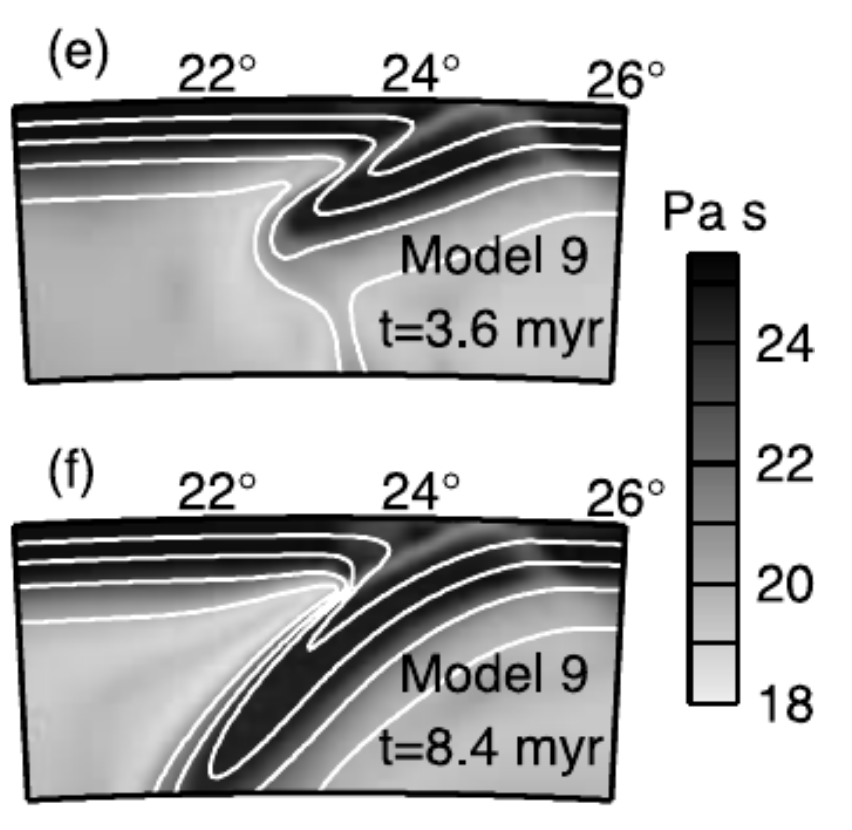 (e)
22° 24° 26°
Model 9
t=3.6 myr
Pa s
24
22
20
18
(f)
22° 24° 26°
Model 9
t=8.4 myr